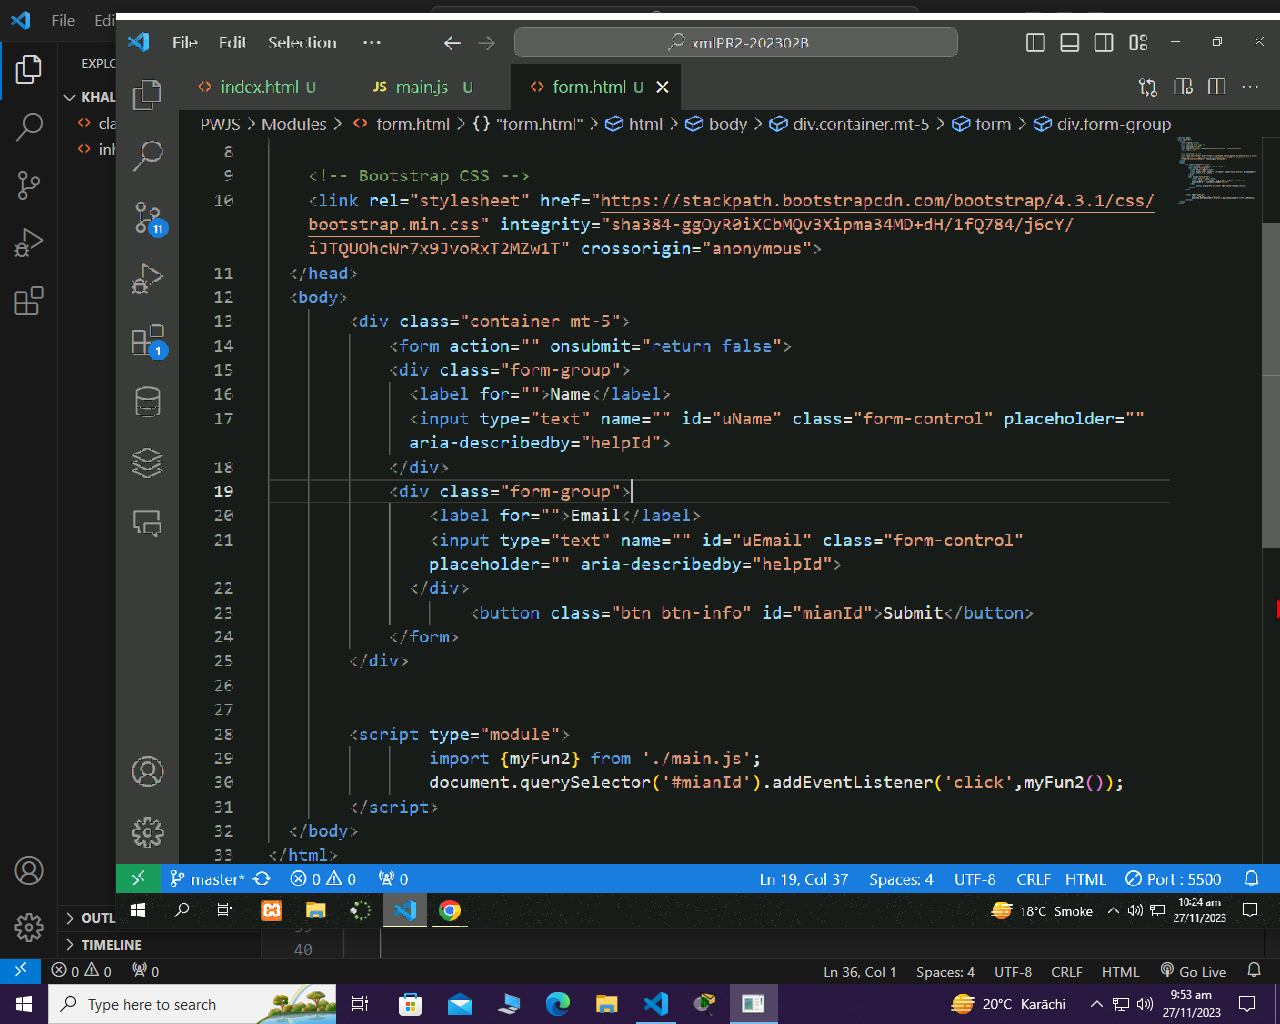 File Edi
EXPLO
KHAL
cla
inh
File Edit Selection ··· xmlPR2-202302B
index.html U JS main.js U form.html U
PWJS > Modules > form.html > {} "form.html" > html > body > div.container.mt-5 > form > div.form-group
8
9 <!-- Bootstrap CSS -->
10 <link rel="stylesheet" href="https://stackpath.bootstrapcdn.com/bootstrap/4.3.1/css/
bootstrap.min.css" integrity="sha384-ggOyR0iXCbMQv3Xipma34MD+dH/1fQ784/j6cY/
iJTQUOhcWr7x9JvoRxT2MZw1T" crossorigin="anonymous">
11 </head>
12 <body>
13 <div class="container mt-5">
14 <form action="" onsubmit="return false">
15 <div class="form-group">
16 <label for="">Name</label>
17 <input type="text" name="" id="uName" class="form-control" placeholder=""
aria-describedby="helpId">
18 </div>
19 <div class="form-group">
20 <label for="">Email</label>
21 <input type="text" name="" id="uEmail" class="form-control"
placeholder="" aria-describedby="helpId">
22 </div>
23 <button class="btn btn-info" id="mianId">Submit</button>
24 </form>
25 </div>
26
27
28 <script type="module">
29 import {myFun2} from './main.js';
30 document.querySelector('#mianId').addEventListener('click',myFun2());
31 </script>
32 </body>
33 </html>
11
1
master* 0 0 0 Ln 19, Col 37 Spaces: 4 UTF-8 CRLF HTML Port : 5500
18°C Smoke 10:24 am
27/11/2023
OUTL
TIMELINE
40
0 0 0 Ln 36, Col 1 Spaces: 4 UTF-8 CRLF HTML Go Live
Type here to search 20°C Karāchi 9:53 am
27/11/2023